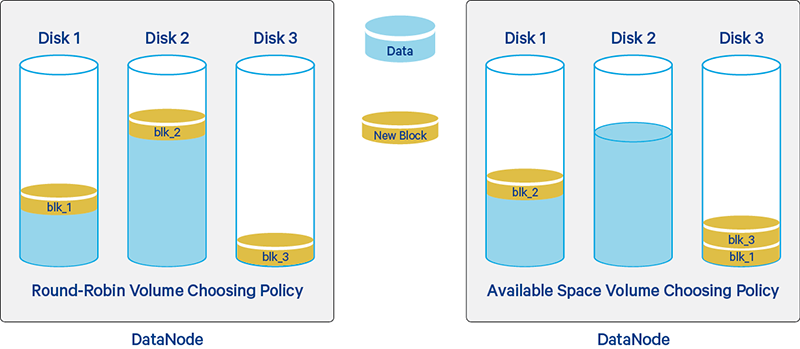 Disk 1
Disk 2
Disk 3
blk_2
blk_1
blk_3
Round-Robin Volume Choosing Policy
DataNode
Data
New Block
Disk 1
Disk 2
Disk 3
blk_2
blk_3
blk_1
Available Space Volume Choosing Policy
DataNode